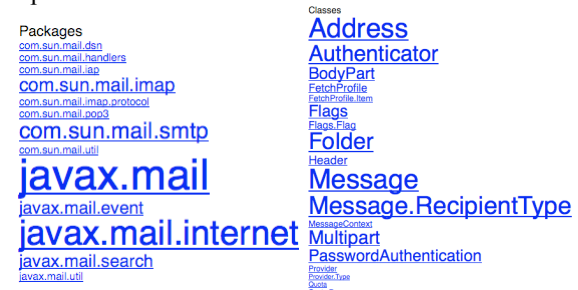 Packages
com.sun.mail.dsn
com.sun.mail.handlers
com.sun.mail.iap
com.sun.mail.imap
com.sun.mail.imap.protocol
com.sun.mail.pop3
com.sun.mail.smtp
com.sun.mail.util
javax.mail
javax.mail.event
javax.mail.internet
javax.mail.search
javax.mail.util
Classes
Address
Authenticator
BodyPart
FetchProfile
FetchProfile.Item
Flags
Flags.Flag
Folder
Header
Message
Message.RecipientType
MessageContext
Multipart
PasswordAuthentication
Provider
Provider.Type
Quota